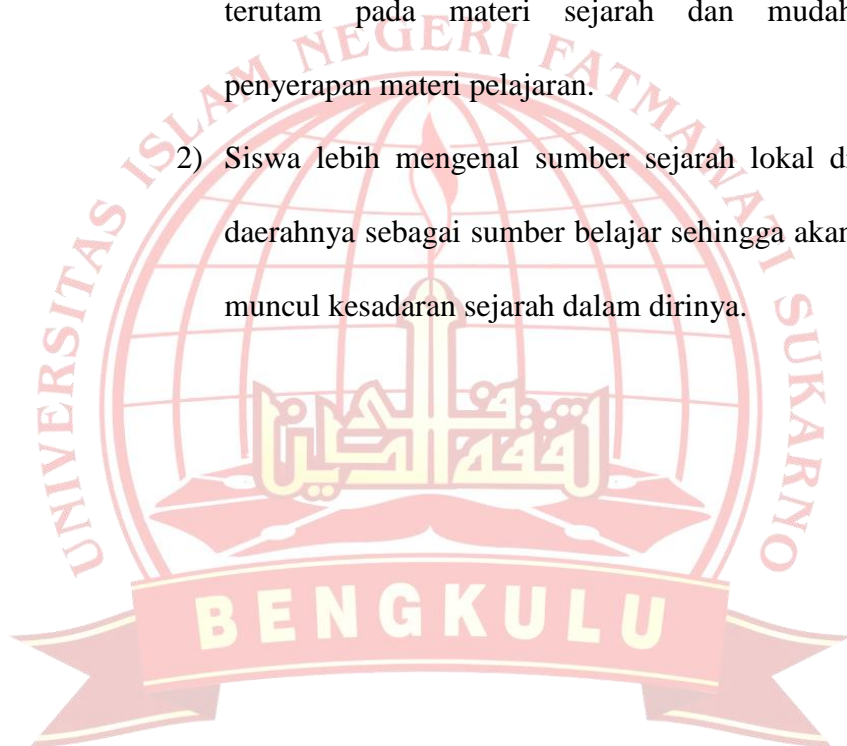 terutam pada materi sejarah dan mudah
penyerapan materi pelajaran.
2) Siswa lebih mengenal sumber sejarah lokal di
daerahnya sebagai sumber belajar sehingga akan
muncul kesadaran sejarah dalam dirinya.
UNIVERSITAS ISLAM NEGERI FATMAWATI SUKARNO
BENGKULU